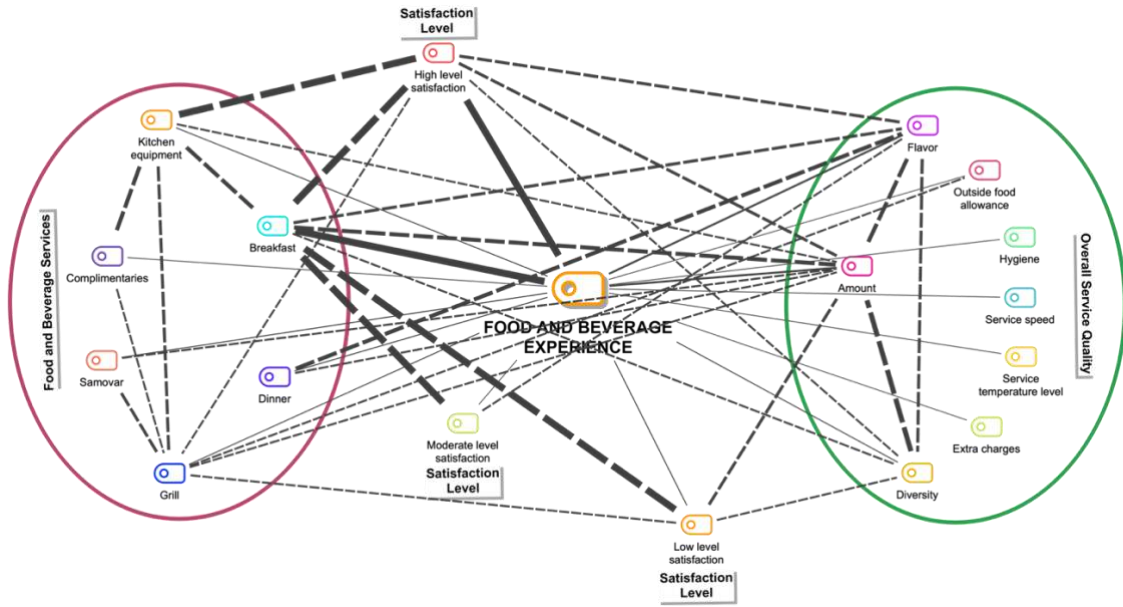 Satisfaction
Level
High level
satisfaction
Kitchen
equipment
Flavor
Outside food
allowance
Breakfast
Hygiene
Complimentaries
Amount
Service speed
FOOD AND BEVERAGE
EXPERIENCE
Food and Beverage Services
Overall Service Quality
Samovar
Dinner
Service
temperature level
Moderate level
satisfaction
Satisfaction
Level
Extra charges
Grill
Diversity
Low level
satisfaction
Satisfaction
Level